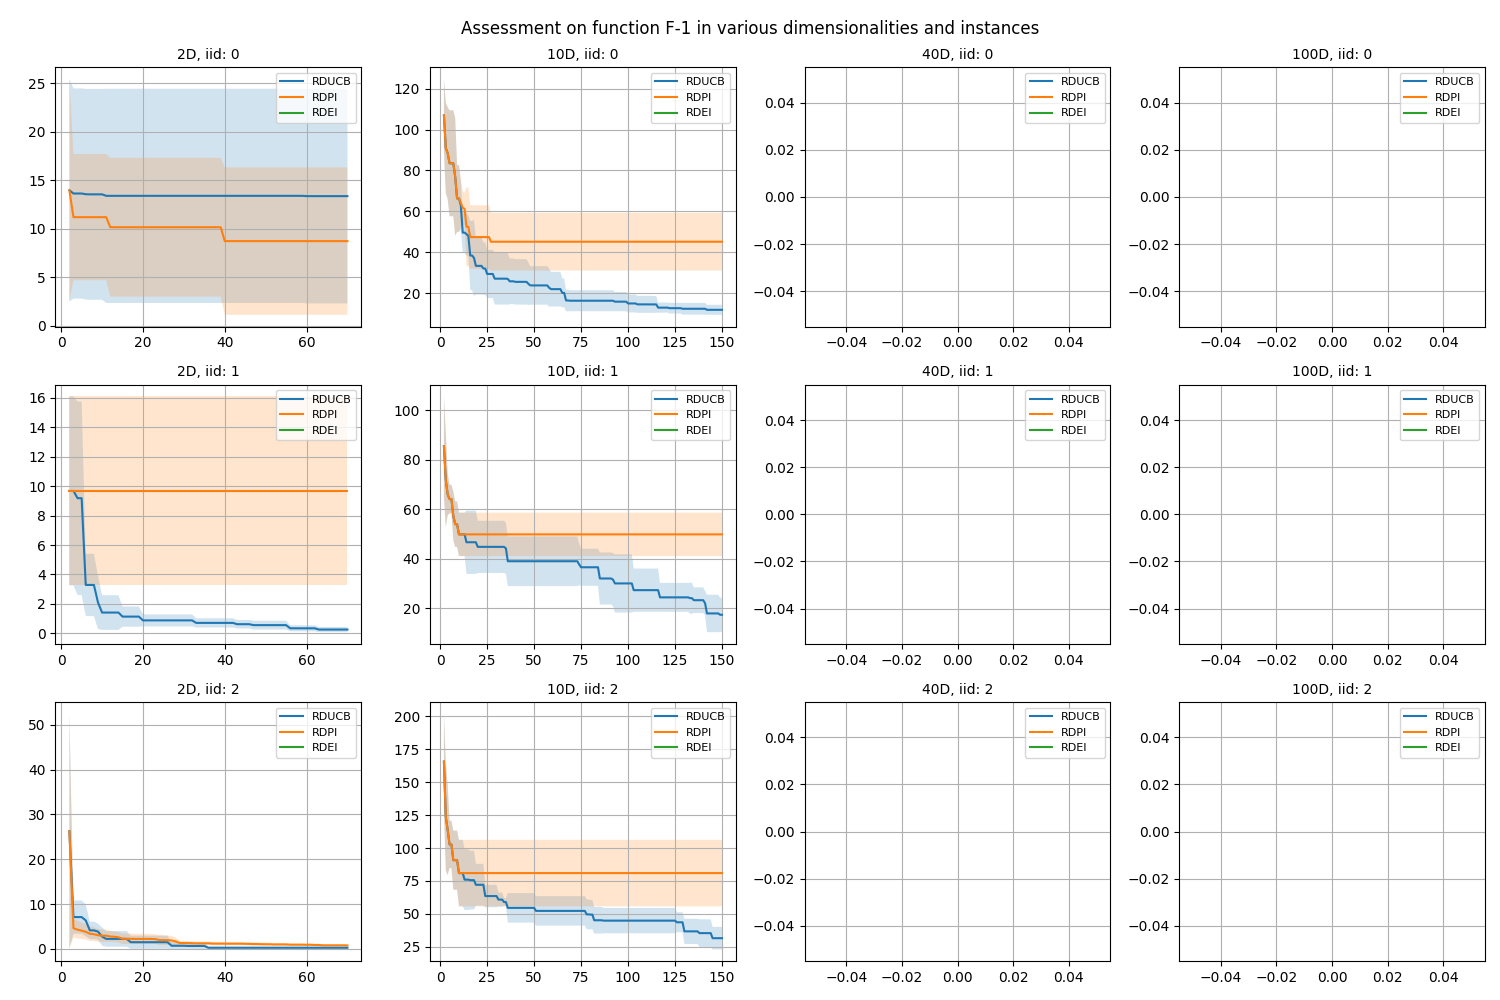 Assessment on function F-1 in various dimensionalities and instances
2D, iid: 0
25
20
15
10
5
0
0 20 40 60
RDUCB
RDPI
RDEI
10D, iid: 0
120
100
80
60
40
20
0 25 50 75 100 125 150
RDUCB
RDPI
RDEI
40D, iid: 0
0.04
0.02
0.00
−0.02
−0.04
−0.04 −0.02 0.00 0.02 0.04
RDUCB
RDPI
RDEI
100D, iid: 0
0.04
0.02
0.00
−0.02
−0.04
−0.04 −0.02 0.00 0.02 0.04
RDUCB
RDPI
RDEI
2D, iid: 1
16
14
12
10
8
6
4
2
0
0 20 40 60
RDUCB
RDPI
RDEI
10D, iid: 1
100
80
60
40
20
0 25 50 75 100 125 150
RDUCB
RDPI
RDEI
40D, iid: 1
0.04
0.02
0.00
−0.02
−0.04
−0.04 −0.02 0.00 0.02 0.04
RDUCB
RDPI
RDEI
100D, iid: 1
0.04
0.02
0.00
−0.02
−0.04
−0.04 −0.02 0.00 0.02 0.04
RDUCB
RDPI
RDEI
2D, iid: 2
50
40
30
20
10
0
0 20 40 60
RDUCB
RDPI
RDEI
10D, iid: 2
200
175
150
125
100
75
50
25
0 25 50 75 100 125 150
RDUCB
RDPI
RDEI
40D, iid: 2
0.04
0.02
0.00
−0.02
−0.04
−0.04 −0.02 0.00 0.02 0.04
RDUCB
RDPI
RDEI
100D, iid: 2
0.04
0.02
0.00
−0.02
−0.04
−0.04 −0.02 0.00 0.02 0.04
RDUCB
RDPI
RDEI